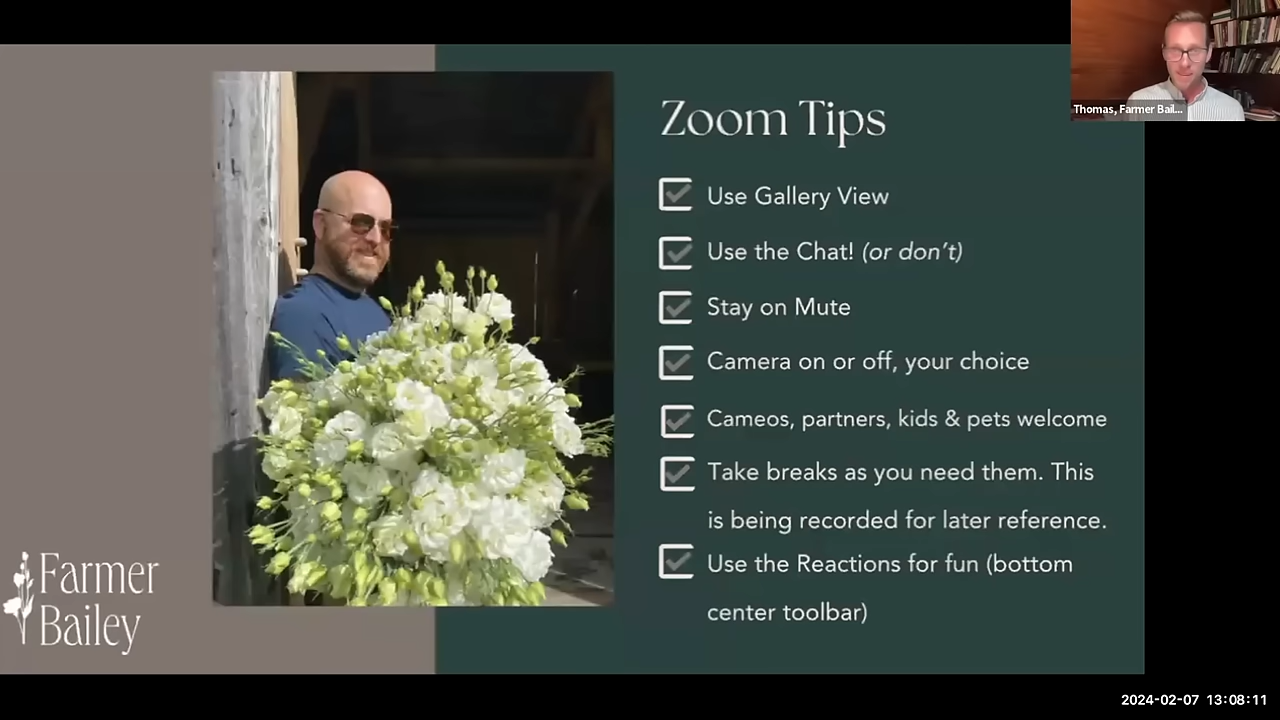 Thomas, Farmer Bail...
Zoom Tips
Use Gallery View
Use the Chat! (or don't)
Stay on Mute
Camera on or off, your choice
Cameos, partners, kids & pets welcome
Take breaks as you need them. This
is being recorded for later reference.
Use the Reactions for fun (bottom
center toolbar)
Farmer
Bailey
2024-02-07 13:08:11